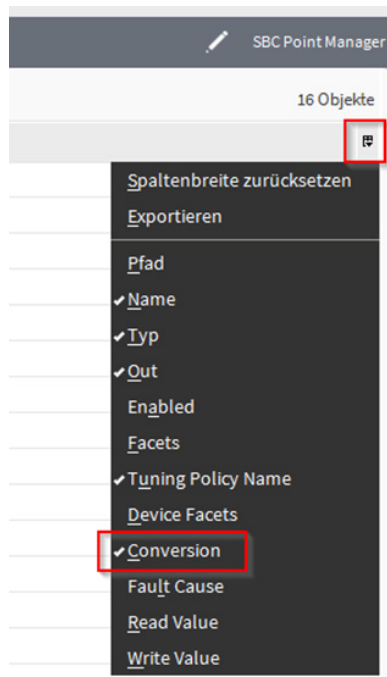 SBC Point Manager
16 Objekte
Spaltenbreite zurücksetzen
Exportieren
Pfad
Name
Typ
Out
Enabled
Facets
Tuning Policy Name
Device Facets
Conversion
Fault Cause
Read Value
Write Value